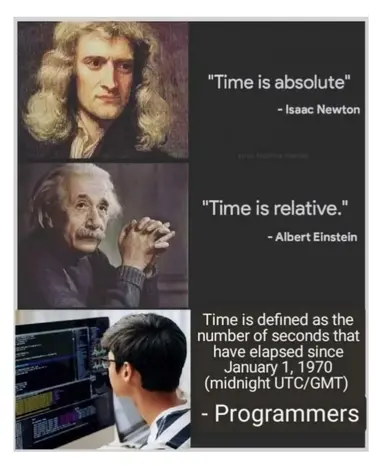 "Time is absolute"
- Isaac Newton
"Time is relative."
- Albert Einstein
Time is defined as the
number of seconds that
have elapsed since
January 1, 1970
(midnight UTC/GMT)
- Programmers